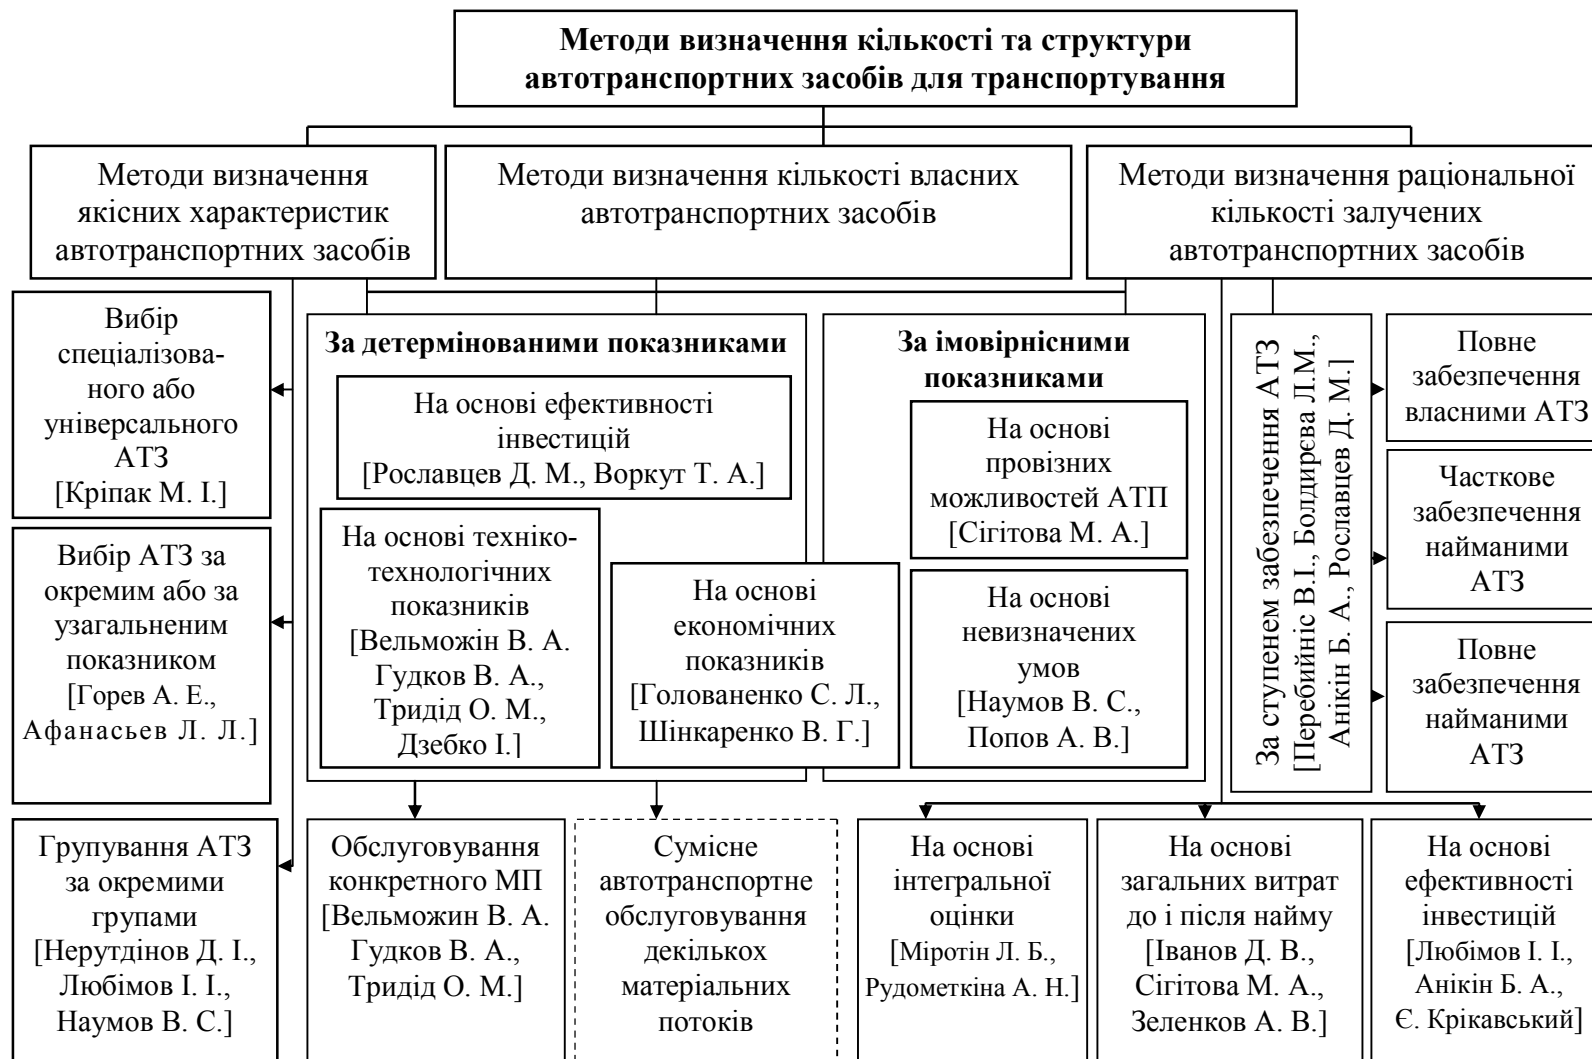 Методи визначення кількості та структури
автотранспортних засобів для транспортування
Методи визначення
якісних характеристик
автотранспортних засобів
Методи визначення кількості власних
автотранспортних засобів
Методи визначення раціональної
кількості залучених
автотранспортних засобів
Вибір
спеціалізова-
ного або
універсального
АТЗ
[Кріпак М. І.]
Вибір АТЗ за
окремим або за
узагальненим
показником
[Горев А. Е.,
Афанасьев Л. Л.]
Групування АТЗ
за окремими
групами
[Нерутдінов Д. І.,
Любімов І. І.,
Наумов В. С.]
За детермінованими показниками
На основі ефективності
інвестицій
[Рославцев Д. М., Воркут Т. А.]
На основі техніко-
технологічних
показників
[Вельможін В. А.
Гудков В. А.,
Тридід О. М.,
Дзебко І.]
На основі
економічних
показників
[Голованенко С. Л.,
Шінкаренко В. Г.]
За імовірнісними
показниками
На основі
провізних
можливостей АТП
[Сігітова М. А.]
На основі
невизначених
умов
[Наумов В. С.,
Попов А. В.]
За ступенем забезпечення АТЗ
[Перебийніс В.І., Болдирєва Л.М.,
Анікін Б. А., Рославцев Д. М.]
Повне
забезпечення
власними АТЗ
Часткове
забезпечення
найманими
АТЗ
Повне
забезпечення
найманими
АТЗ
Обслуговування
конкретного МП
[Вельможин В. А.
Гудков В. А.,
Тридід О. М.]
Сумісне
автотранспортне
обслуговування
декількох
матеріальних
потоків
На основі
інтегральної
оцінки
[Міротін Л. Б.,
Рудометкіна А. Н.]
На основі
загальних витрат
до і після найму
[Іванов Д. В.,
Сігітова М. А.,
Зеленков А. В.]
На основі
ефективності
інвестицій
[Любімов І. І.,
Анікін Б. А.,
Є. Крікавський]